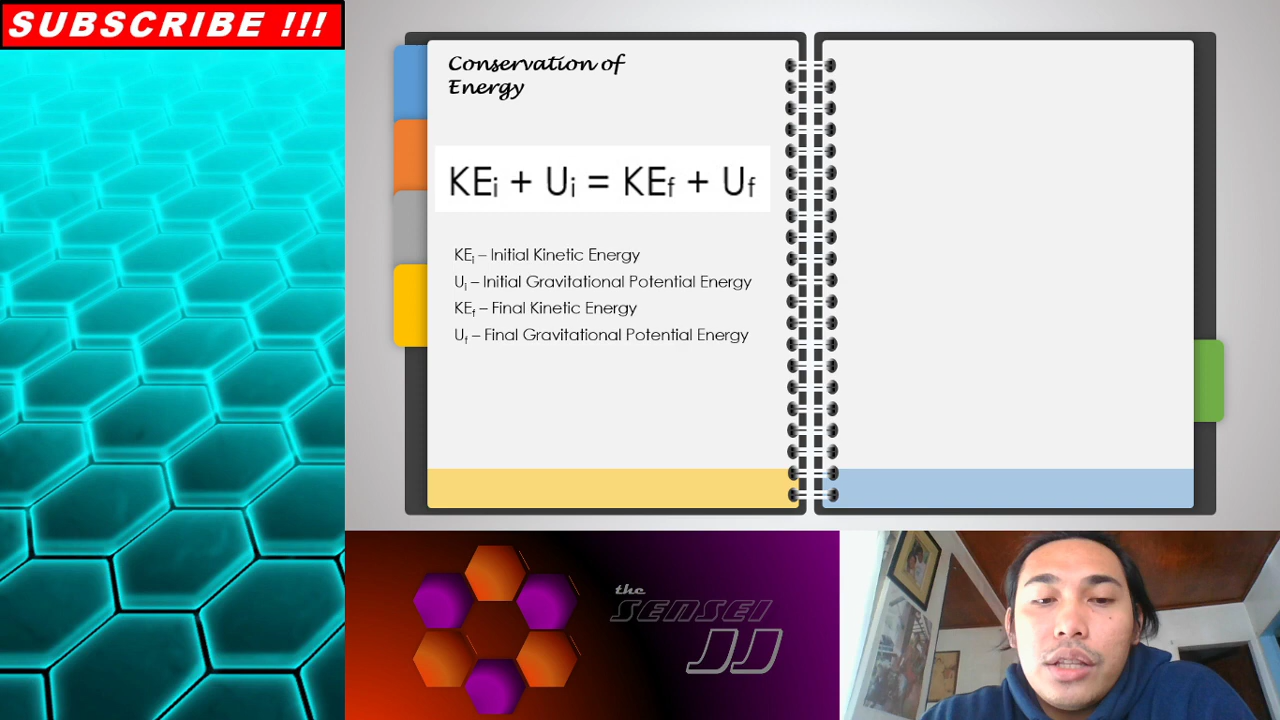 SUBSCRIBE !!!
Conservation of
Energy
KEi + Ui = KEf + Uf
KEi – Initial Kinetic Energy
Ui – Initial Gravitational Potential Energy
KEf – Final Kinetic Energy
Uf – Final Gravitational Potential Energy
the
SENSEI
JJ